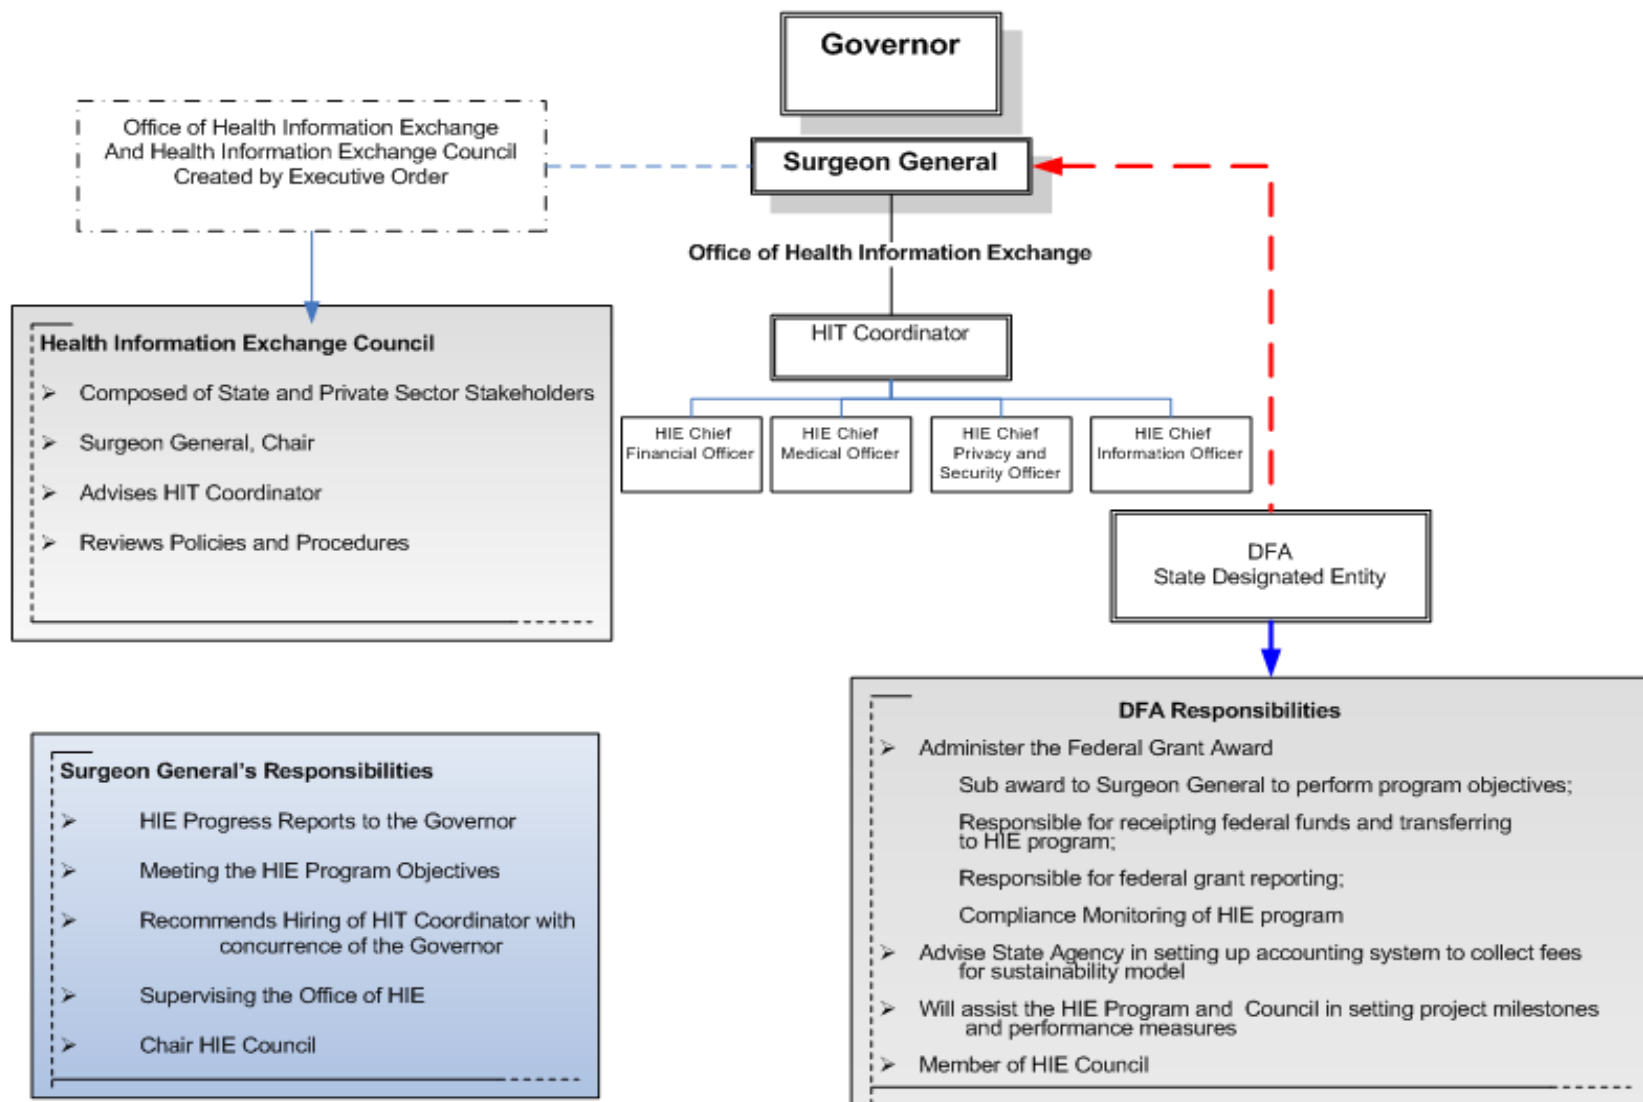 Governor
Office of Health Information Exchange
And Health Information Exchange Council
Created by Executive Order
Surgeon General
Office of Health Information Exchange
HIT Coordinator
HIE Chief
Financial Officer
HIE Chief
Medical Officer
HIE Chief
Privacy and
Security Officer
HIE Chief
Information Officer
Health Information Exchange Council
➢ Composed of State and Private Sector Stakeholders
➢ Surgeon General, Chair
➢ Advises HIT Coordinator
➢ Reviews Policies and Procedures
DFA
State Designated Entity
Surgeon General's Responsibilities
➢ HIE Progress Reports to the Governor
➢ Meeting the HIE Program Objectives
➢ Recommends Hiring of HIT Coordinator with
concurrence of the Governor
➢ Supervising the Office of HIE
➢ Chair HIE Council
DFA Responsibilities
➢ Administer the Federal Grant Award
Sub award to Surgeon General to perform program objectives;
Responsible for receipting federal funds and transferring
to HIE program;
Responsible for federal grant reporting;
Compliance Monitoring of HIE program
➢ Advise State Agency in setting up accounting system to collect fees
for sustainability model
➢ Will assist the HIE Program and Council in setting project milestones
and performance measures
➢ Member of HIE Council